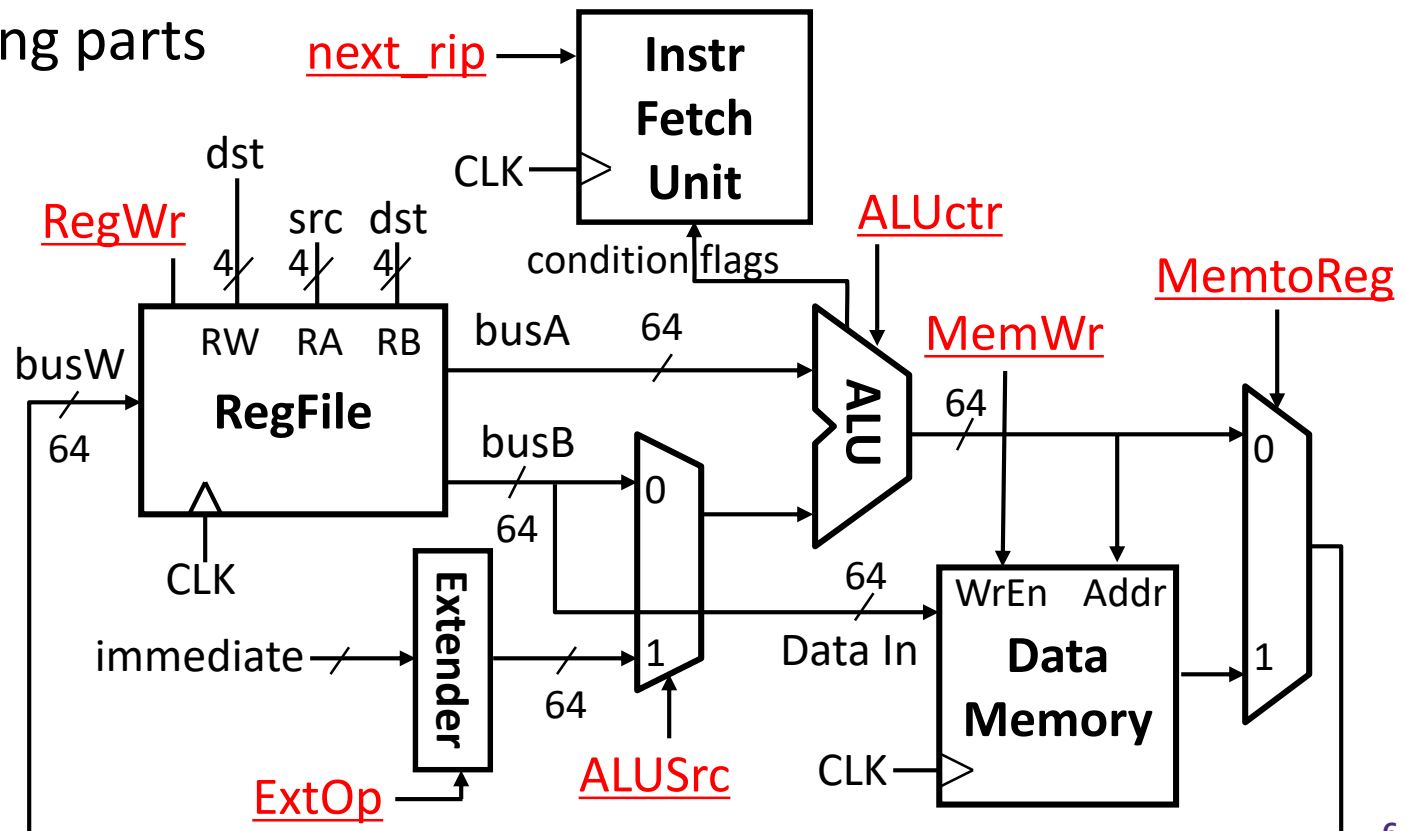 ng parts
next_rip
Instr
Fetch
Unit
CLK
dst
RegWr
src dst
ALUctr
4 4 4
condition flags
MemtoReg
RW RA RB
busA
64
MemWr
busW
RegFile
ALU
64
64
busB
0
0
64
CLK
Extender
64
WrEn Addr
immediate
1
Data In
Data
Memory
1
64
ExtOp
ALUSrc
CLK